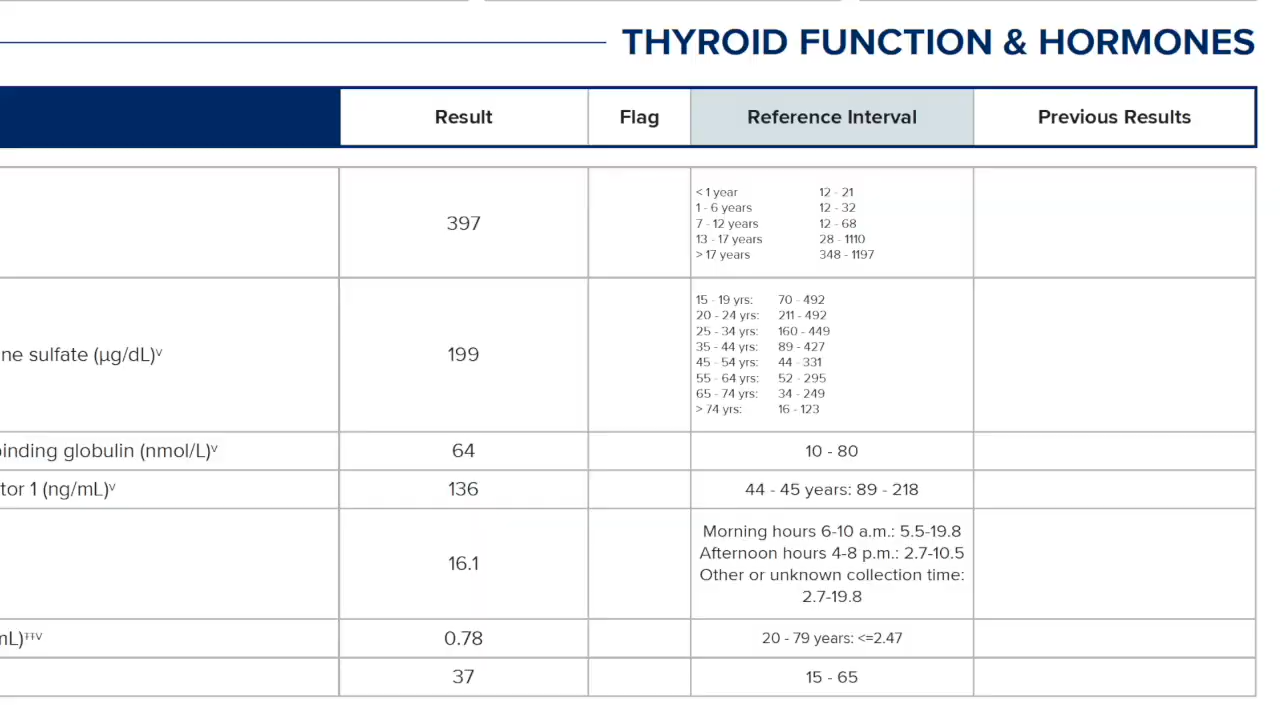 THYROID FUNCTION & HORMONES
Result Flag Reference Interval Previous Results
397
< 1 year 12 - 21
1 - 6 years 12 - 32
7 - 12 years 12 - 68
13 - 17 years 28 - 1110
> 17 years 348 - 1197
ne sulfate (µg/dL)ᵛ 199
15 - 19 yrs: 70 - 492
20 - 24 yrs: 211 - 492
25 - 34 yrs: 160 - 449
35 - 44 yrs: 89 - 427
45 - 54 yrs: 44 - 331
55 - 64 yrs: 52 - 295
65 - 74 yrs: 34 - 249
> 74 yrs: 16 - 123
binding globulin (nmol/L)ᵛ 64 10 - 80
tor 1 (ng/mL)ᵛ 136 44 - 45 years: 89 - 218
16.1
Morning hours 6-10 a.m.: 5.5-19.8
Afternoon hours 4-8 p.m.: 2.7-10.5
Other or unknown collection time:
2.7-19.8
mL)ŦŦV 0.78 20 - 79 years: <=2.47
37 15 - 65